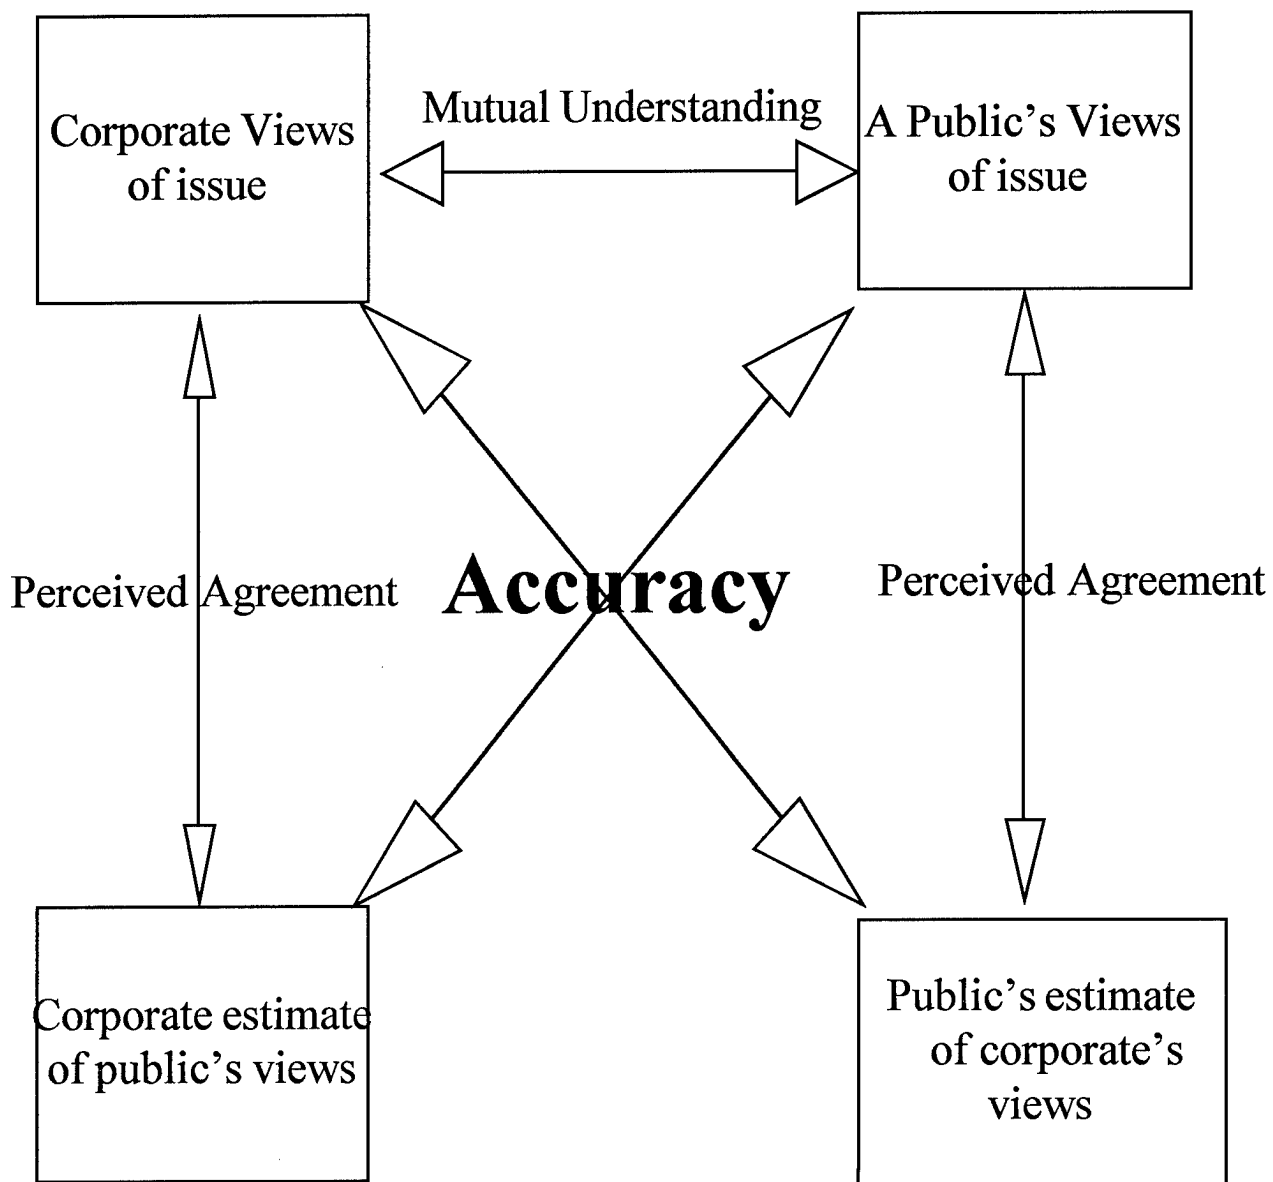 Corporate Views
of issue
Mutual Understanding
A Public’s Views
of issue
Perceived Agreement
Accuracy
Perceived Agreement
Corporate estimate
of public’s views
Public’s estimate
of corporate’s
views